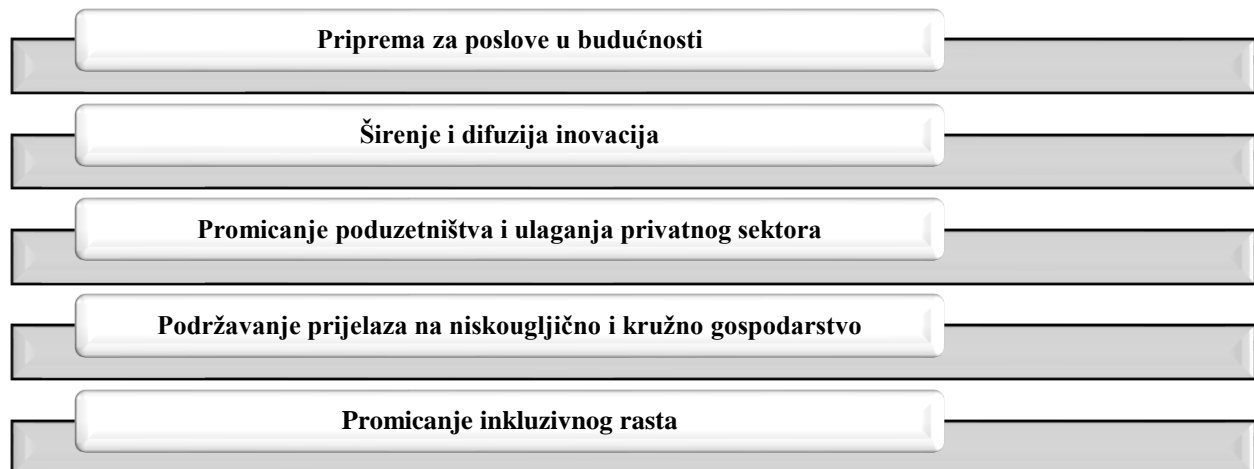 Priprema za poslove u budućnosti
Širenje i difuzija inovacija
Promicanje poduzetništva i ulaganja privatnog sektora
Podržavanje prijelaza na niskougljično i kružno gospodarstvo
Promicanje inkluzivnog rasta